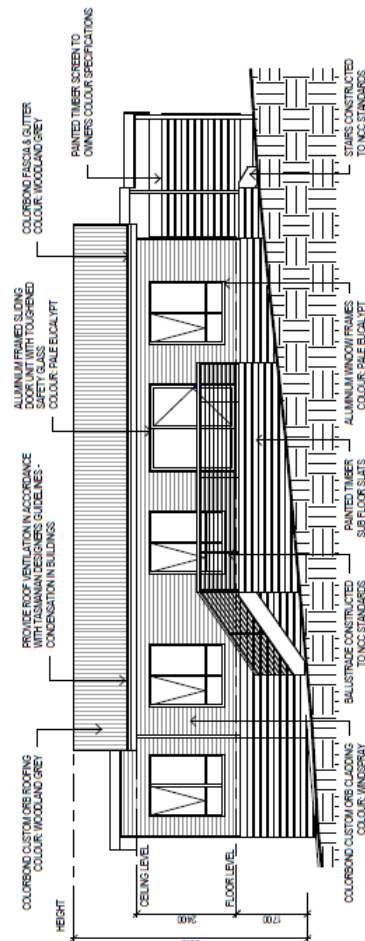 COLORBOND CUSTOM ORB ROOFING
COLOUR: WOODLAND GREY
PROVIDE ROOF VENTILATION IN ACCORDANCE
WITH TASMANIAN DESIGNERS GUIDELINES -
CONDENSATION IN BUILDINGS
ALUMINIUM FRAMED SLIDING
DOOR UNIT WITH TOUGHENED
SAFETY GLASS
COLOUR: PALE EUCALYPT
COLORBOND FASCIA & GUTTER
COLOUR: WOODLAND GREY
PAINTED TIMBER SCREEN TO
OWNERS COLOUR SPECIFICATIONS
HEIGHT
CEILING LEVEL
2400
FLOOR LEVEL
1700
COLORBOND CUSTOM ORB CLADDING
COLOUR: WINDSPRAY
BALUSTRADE CONSTRUCTED
TO NCC STANDARDS
PAINTED TIMBER
SUB FLOOR SLATS
ALUMINIUM WINDOW FRAMES
COLOUR: PALE EUCALYPT
STAIRS CONSTRUCTED
TO NCC STANDARDS